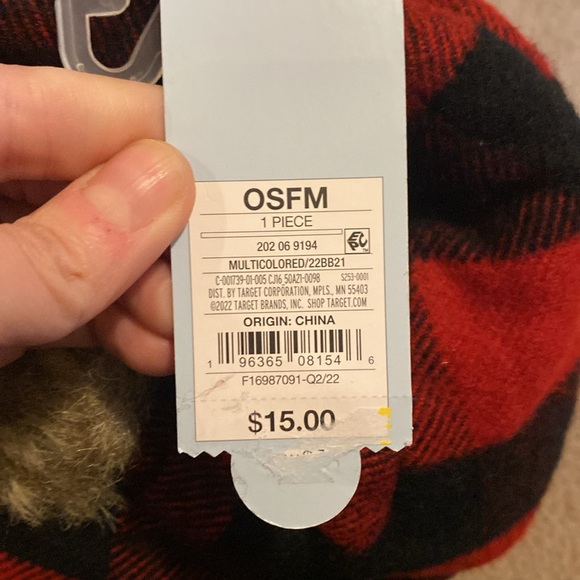 OSFM
1 PIECE
202 06 9194
MULTICOLORED/22BB21
C-001739-01-005 CJ16 50A21-0098 S253-0001
DIST. BY TARGET CORPORATION, MPLS., MN 55403
©2022 TARGET BRANDS, INC. SHOP TARGET.COM
ORIGIN: CHINA
1 96365 08154 6
F16987091-Q2/22
$15.00